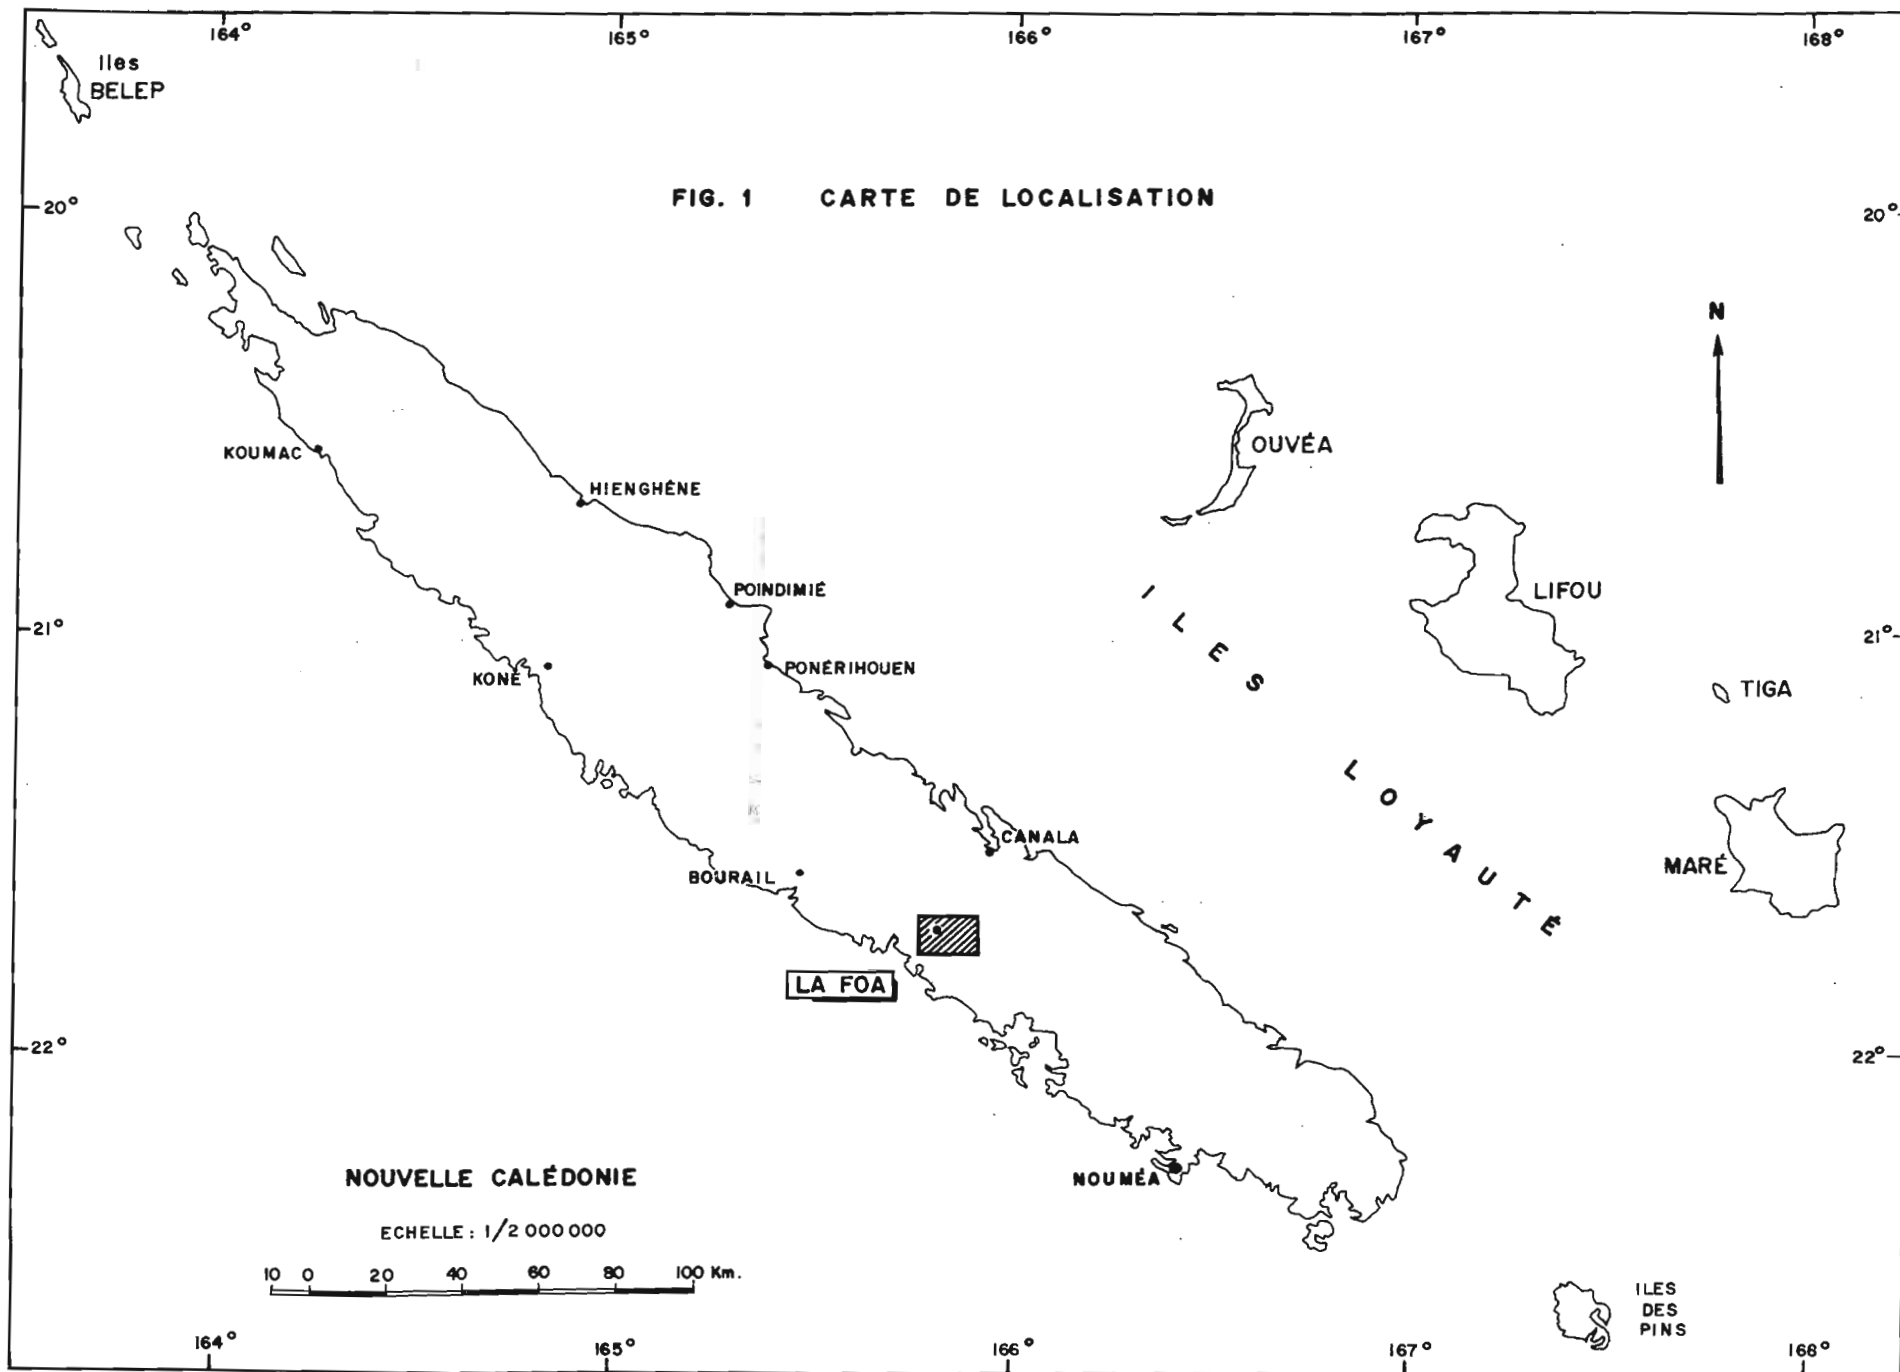 164° 165° 166° 167° 168°
Iles
BELEP
FIG. 1 CARTE DE LOCALISATION
20° 20°
N
OUVÉA
KOUMAC
HIENGHÈNE
POINDIMIÉ
LIFOU
ILES LOYAUTÉ
21° 21°
PONÉRIHOUEN
KONÉ
TIGA
CANALA
MARÉ
BOURAIL
LA FOA
22° 22°
NOUMÉA
NOUVELLE CALÉDONIE
ECHELLE : 1/2 000 000
10 0 20 40 60 80 100 Km.
ILES
DES
PINS
164° 165° 166° 167° 168°